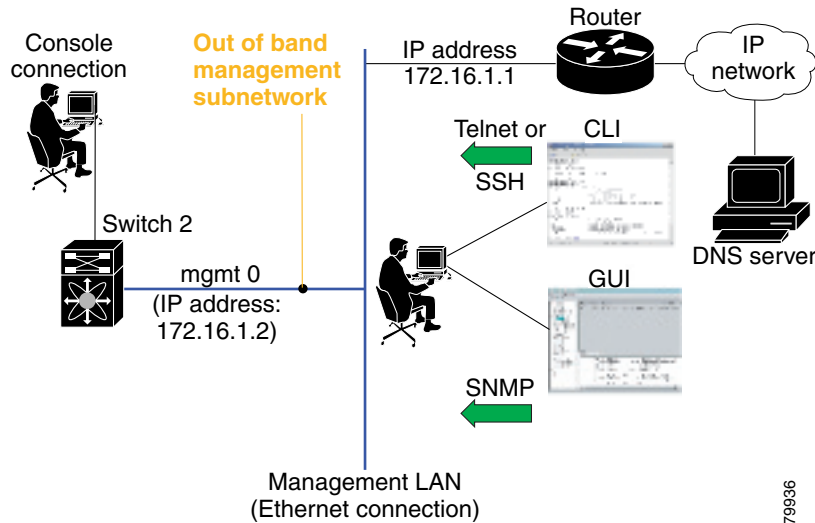 Console
connection
Out of band
management
subnetwork
Router
IP address
172.16.1.1
IP
network
Telnet or
SSH
CLI
Switch 2
DNS server
mgmt 0
(IP address:
172.16.1.2)
GUI
SNMP
Management LAN
(Ethernet connection)
79936